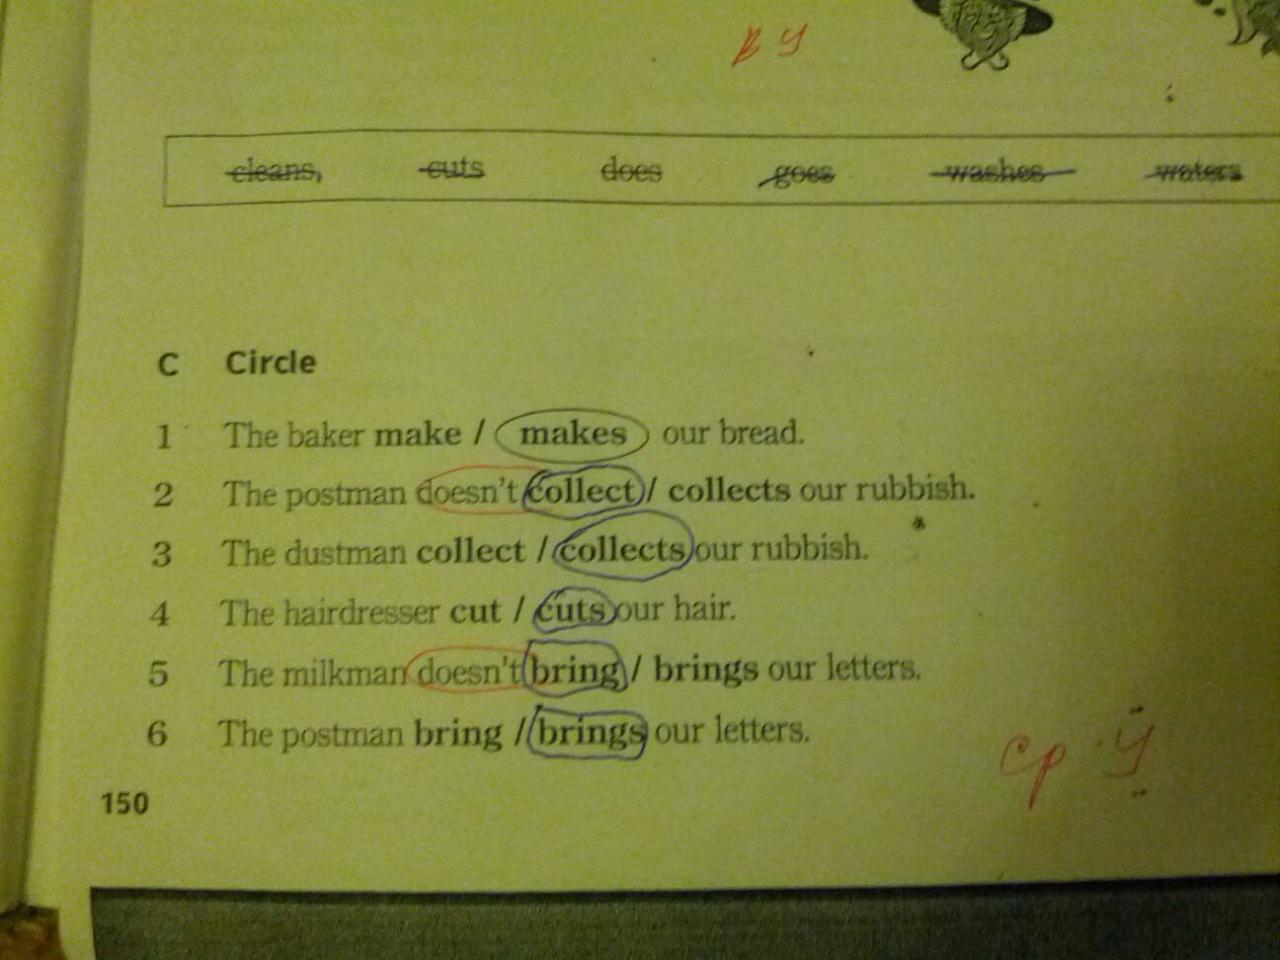 ву
cleans, cuts does goes washes waters
C Circle
1 The baker make / makes our bread.
2 The postman doesn't collect / collects our rubbish.
3 The dustman collect / collects our rubbish.
4 The hairdresser cut / cuts our hair.
5 The milkman doesn't bring / brings our letters.
6 The postman bring / brings our letters.
ср. у
150